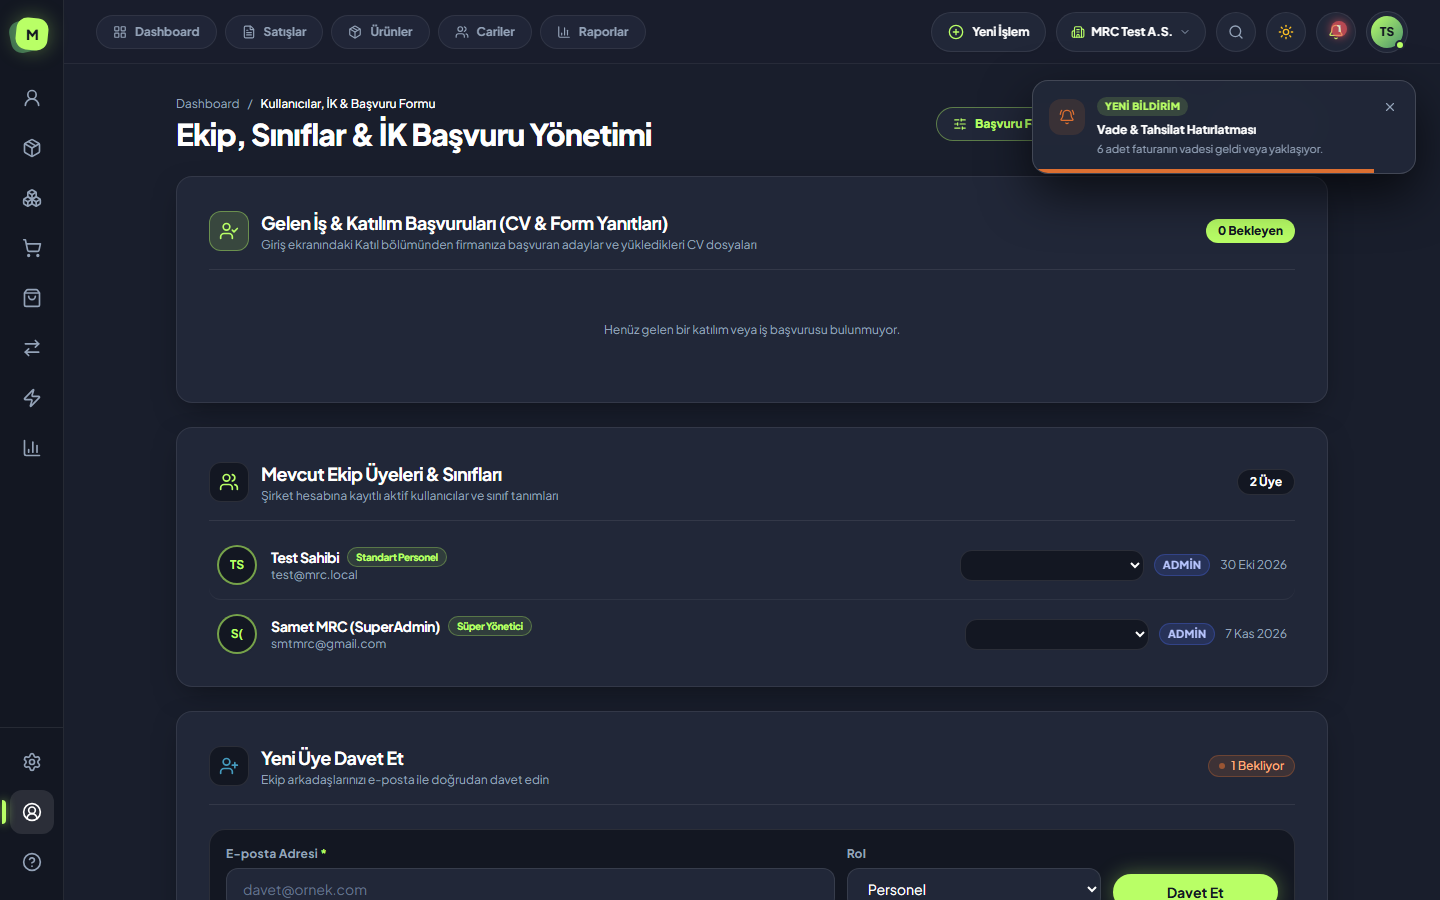 M
Dashboard
Satışlar
Ürünler
Cariler
Raporlar
Yeni İşlem
MRC Test A.S.
TS
Dashboard / Kullanıcılar, İK & Başvuru Formu
Ekip, Sınıflar & İK Başvuru Yönetimi
Başvuru F
YENİ BİLDİRİM
Vade & Tahsilat Hatırlatması
6 adet faturanın vadesi geldi veya yaklaşıyor.
Gelen İş & Katılım Başvuruları (CV & Form Yanıtları)
Giriş ekranındaki Katıl bölümünden firmanıza başvuran adaylar ve yükledikleri CV dosyaları
0 Bekleyen
Henüz gelen bir katılım veya iş başvurusu bulunmuyor.
Mevcut Ekip Üyeleri & Sınıfları
Şirket hesabına kayıtlı aktif kullanıcılar ve sınıf tanımları
2 Üye
TS
Test Sahibi
Standart Personel
test@mrc.local
ADMİN
30 Eki 2026
S(
Samet MRC (SuperAdmin)
Süper Yönetici
smtmrc@gmail.com
ADMİN
7 Kas 2026
Yeni Üye Davet Et
Ekip arkadaşlarınızı e-posta ile doğrudan davet edin
1 Bekliyor
E-posta Adresi *
Rol
davet@ornek.com
Personel
Davet Et